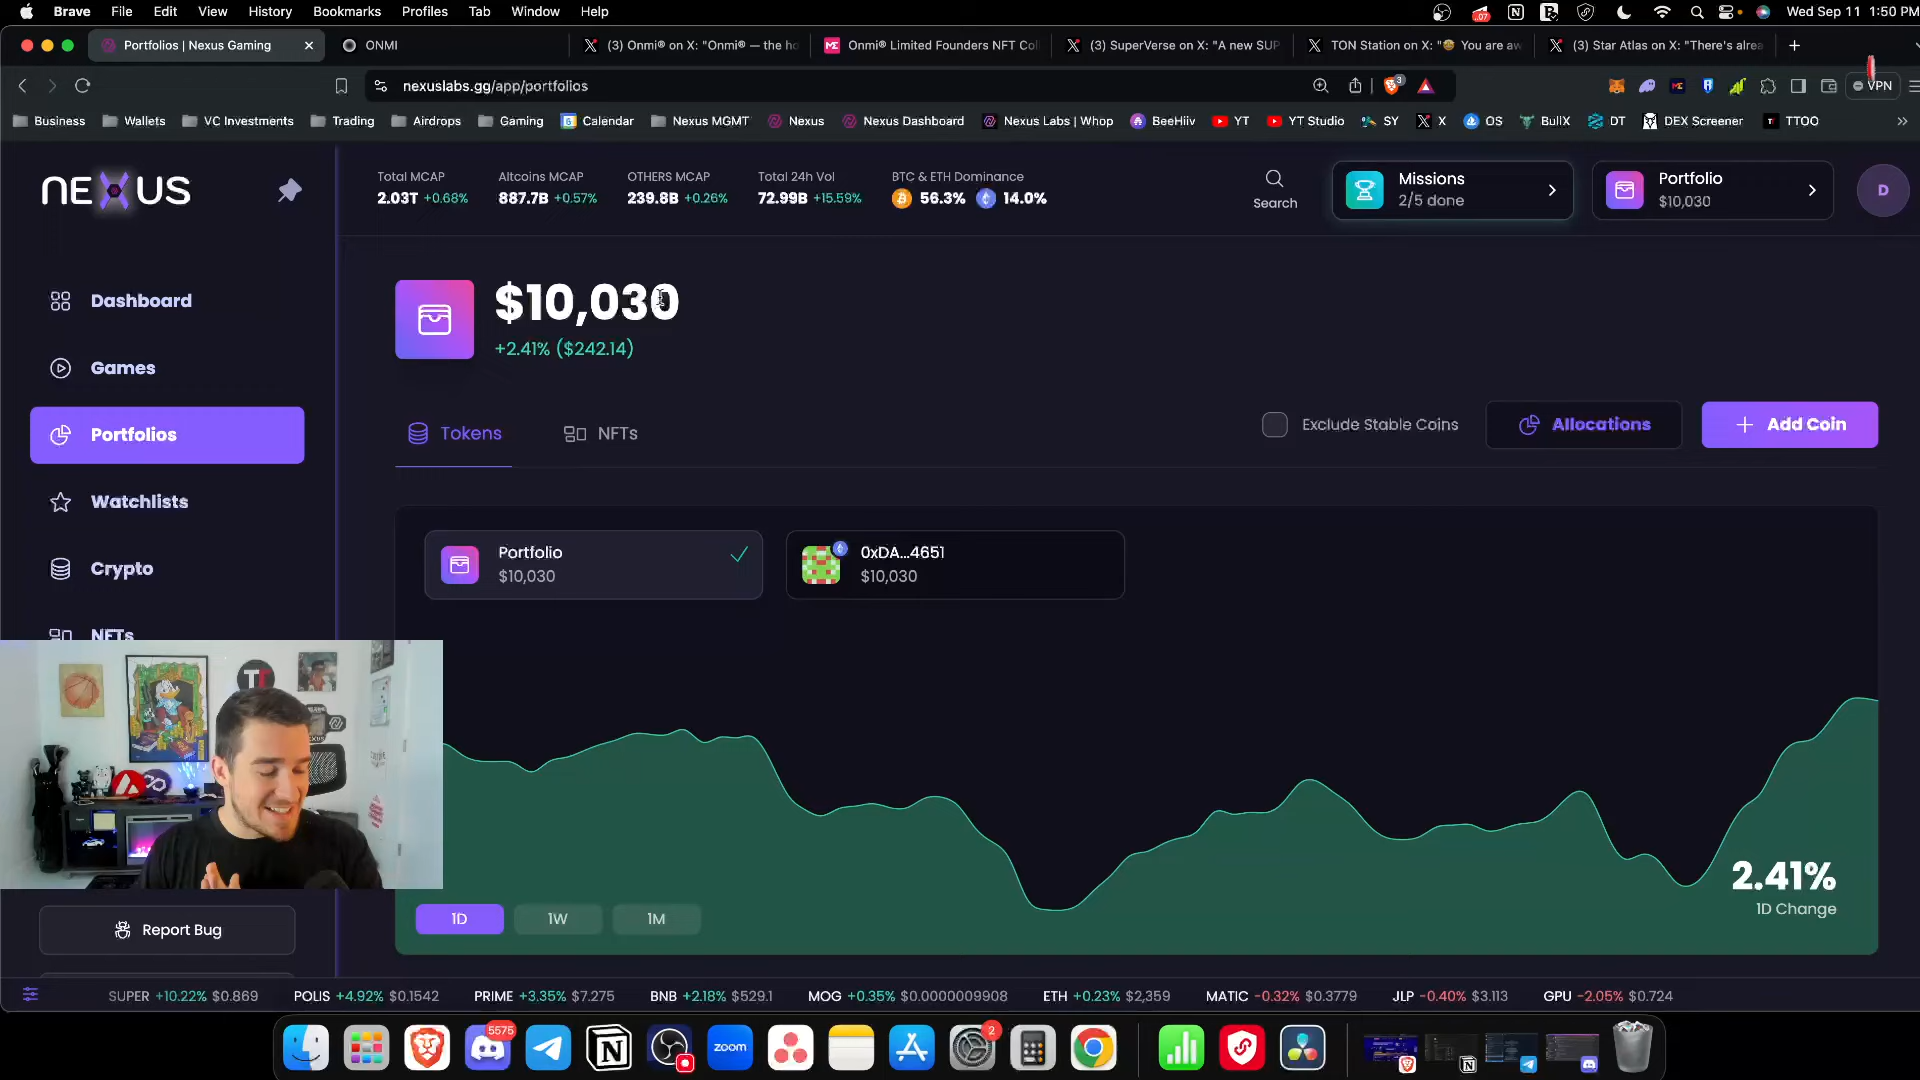 Brave File Edit View History Bookmarks Profiles Tab Window Help
Wed Sep 11 1:50 PM
Portfolios | Nexus Gaming
ONMI
(3) Onmi® on X: "Onmi® — the ho
Onmi® Limited Founders NFT Col
(3) SuperVerse on X: "A new SUP
TON Station on X: "🤩 You are aw
(3) Star Atlas on X: "There's alrea
nexuslabs.gg/app/portfolios
3
VPN
Business Wallets VC Investments Trading Airdrops Gaming Calendar Nexus MGMT Nexus Nexus Dashboard Nexus Labs | Whop BeeHiiv YT YT Studio SY X OS BullX DT DEX Screener TTOO
NEXUS
Total MCAP
2.03T +0.68%
Altcoins MCAP
887.7B +0.57%
OTHERS MCAP
239.8B +0.26%
Total 24h Vol
72.99B +15.59%
BTC & ETH Dominance
56.3% 14.0%
Search
Missions
2/5 done
Portfolio
$10,030
D
Dashboard
Games
Portfolios
Watchlists
Crypto
NFTs
Report Bug
$10,030
+2.41% ($242.14)
Tokens
NFTs
Exclude Stable Coins
Allocations
Add Coin
Portfolio
$10,030
0xDA...4651
$10,030
TT
2.41%
1D Change
1D 1W 1M
SUPER +10.22% $0.869 POLIS +4.92% $0.1542 PRIME +3.35% $7.275 BNB +2.18% $529.1 MOG +0.35% $0.0000009908 ETH +0.23% $2,359 MATIC -0.32% $0.3779 JLP -0.40% $3.113 GPU -2.05% $0.724
5575
zoom
2